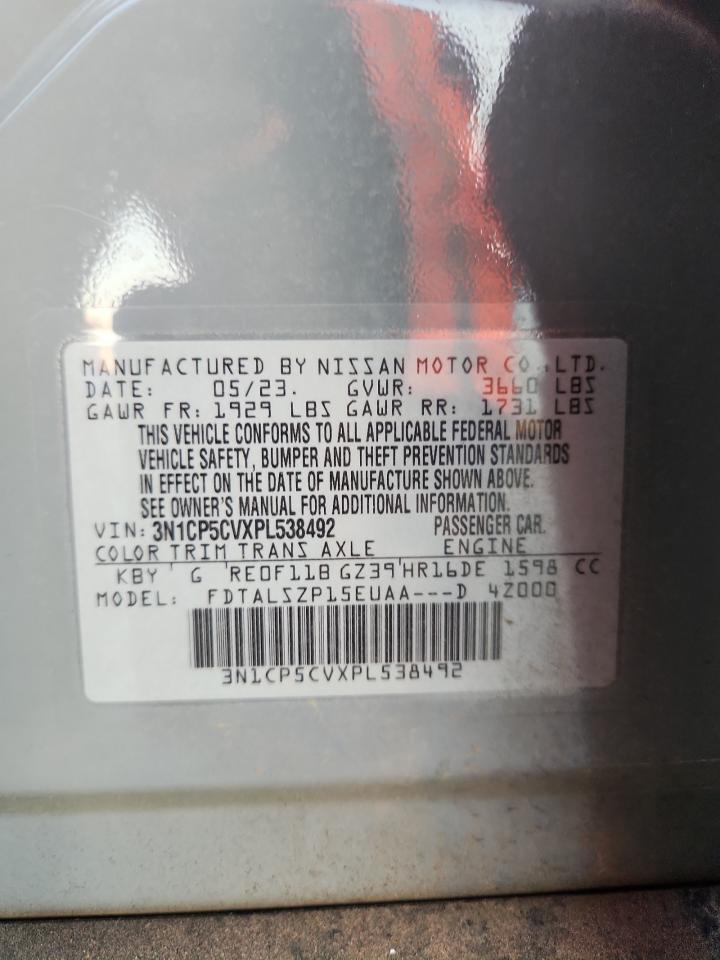 MANUFACTURED BY NISSAN MOTOR CO.,LTD.
DATE: 05/23. GVWR: 3660 LBS
GAWR FR: 1929 LBS GAWR RR: 1731 LBS
THIS VEHICLE CONFORMS TO ALL APPLICABLE FEDERAL MOTOR
VEHICLE SAFETY, BUMPER AND THEFT PREVENTION STANDARDS
IN EFFECT ON THE DATE OF MANUFACTURE SHOWN ABOVE.
SEE OWNER'S MANUAL FOR ADDITIONAL INFORMATION.
VIN: 3N1CP5CVXPL538492 PASSENGER CAR.
COLOR TRIM TRANS AXLE ENGINE
KBY G RE0F11B GZ39 HR16DE 1598 CC
MODEL: FDTALSZP15EUAA---D 4Z000
3N1CP5CVXPL538492